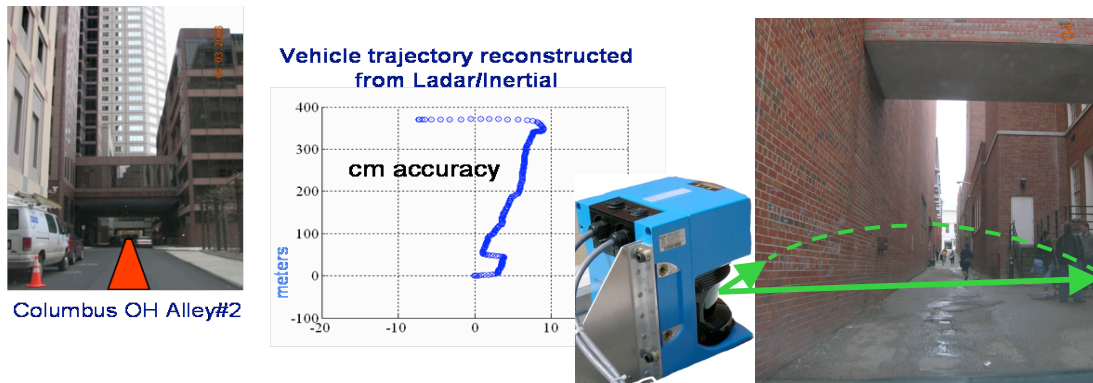 Vehicle trajectory reconstructed
from Ladar/Inertial
cm accuracy
400
300
200
100
0
-100
-20
-10
0
10
meters
Columbus OH Alley#2
04